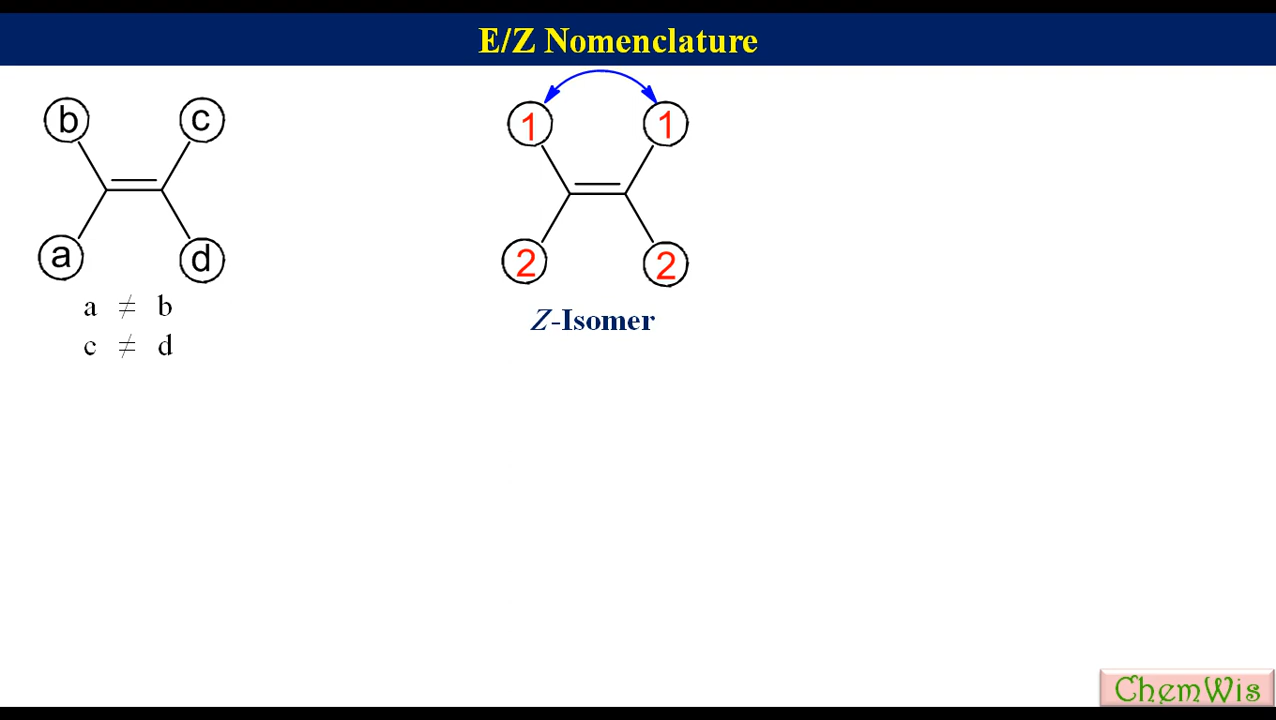 E/Z Nomenclature
b c
a d
a ≠ b
c ≠ d
1 1
2 2
Z-Isomer
ChemWis